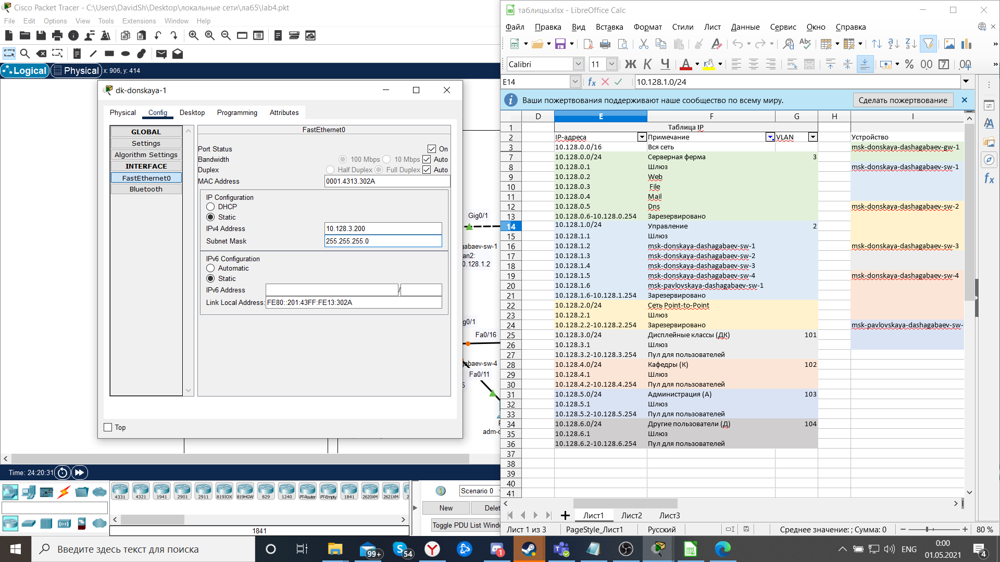 Cisco Packet Tracer - C:\Users\DavidSh\Desktop\локальные сети\ла65\lab4.pkt
File Edit Options View Tools Extensions Window Help
Logical Physical x: 906, y: 414
dk-donskaya-1
Physical Config Desktop Programming Attributes
GLOBAL
Settings
Algorithm Settings
INTERFACE
FastEthernet0
Bluetooth
FastEthernet0
Port Status On
Bandwidth 100 Mbps 10 Mbps Auto
Duplex Half Duplex Full Duplex Auto
MAC Address 0001.4313.302A
IP Configuration
DHCP
Static
IPv4 Address 10.128.3.200
Subnet Mask 255.255.255.0
IPv6 Configuration
Automatic
Static
IPv6 Address /
Link Local Address: FE80::201:43FF:FE13:302A
Top
Gig0/1
abaev-sw-1
an2:
0.128.1.2
g0/1
Fa0/16
abaev-sw-4
Fa0/11
5
adm-d
Time: 24:20:31
4331 4321 1941 2901 2911 819IOX 819HGW 829 1240 PT-Router PT-Empty 1841 2620XM 2621XM 2
1841
Scenario 0
New Delet
Toggle PDU List Windo
таблицы.xlsx - LibreOffice Calc
Файл Правка Вид Вставка Формат Стили Лист Данные Сервис Окно Справка
Calibri 11
E14 10.128.1.0/24
Ваши пожертвования поддерживают наше сообщество по всему миру. Сделать пожертвование
D E F G H I
1 Таблица IP
2 IP-адреса Примечание VLAN Устройство
3 10.128.0.0/16 Вся сеть msk-donskaya-dashagabaev-gw-1
7 10.128.0.0/24 Серверная ферма 3
8 10.128.0.1 Шлюз msk-donskaya-dashagabaev-sw-1
9 10.128.0.2 Web
10 10.128.0.3 File
11 10.128.0.4 Mail
12 10.128.0.5 Dns msk-donskaya-dashagabaev-sw-2
13 10.128.0.6-10.128.0.254 Зарезервировано
14 10.128.1.0/24 Управление 2
15 10.128.1.1 Шлюз
16 10.128.1.2 msk-donskaya-dashagabaev-sw-1 msk-donskaya-dashagabaev-sw-3
17 10.128.1.3 msk-donskaya-dashagabaev-sw-2
18 10.128.1.4 msk-donskaya-dashagabaev-sw-3
19 10.128.1.5 msk-donskaya-dashagabaev-sw-4 msk-donskaya-dashagabaev-sw-4
20 10.128.1.6 msk-pavlovskaya-dashagabaev-sw-1
21 10.128.1.6-10.128.1.254 Зарезервировано
22 10.128.2.0/24 Сеть Point-to-Point
23 10.128.2.1 Шлюз
24 10.128.2.2-10.128.2.254 Зарезервировано msk-pavlovskaya-dashagabaev-sw-
25 10.128.3.0/24 Дисплейные классы (ДК) 101
26 10.128.3.1 Шлюз
27 10.128.3.2-10.128.3.254 Пул для пользователей
28 10.128.4.0/24 Кафедры (К) 102
29 10.128.4.1 Шлюз
30 10.128.4.2-10.128.4.254 Пул для пользователей
31 10.128.5.0/24 Администрация (А) 103
32 10.128.5.1 Шлюз
33 10.128.5.2-10.128.5.254 Пул для пользователей
34 10.128.6.0/24 Другие пользователи (Д) 104
35 10.128.6.1 Шлюз
36 10.128.6.2-10.128.6.254 Пул для пользователей
37
38
39
40
41
Лист1 Лист2 Лист3
Лист 1 из 3 PageStyle_Лист1 Русский Среднее значение: ; Сумма: 0 80 %
Введите здесь текст для поиска
99+ 54 1
ENG
0:00
01.05.2021
4